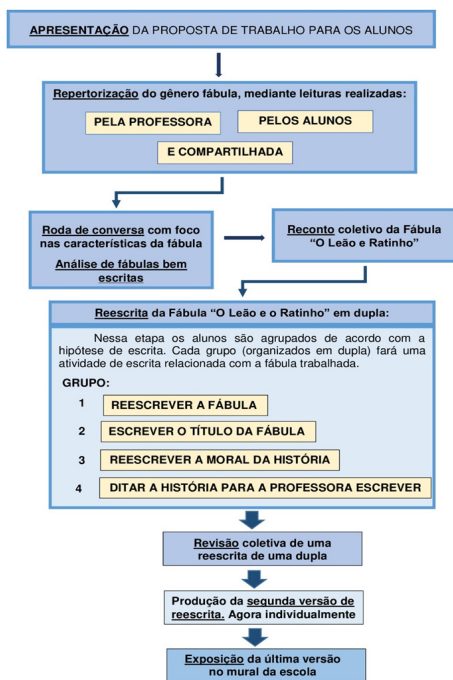 APRESENTAÇÃO DA PROPOSTA DE TRABALHO PARA OS ALUNOS
Repertorização do gênero fábula, mediante leituras realizadas:
PELA PROFESSORA
PELOS ALUNOS
E COMPARTILHADA
Roda de conversa com foco
nas características da fábula
Análise de fábulas bem
escritas
Reconto coletivo da Fábula
“O Leão e Ratinho”
Reescrita da Fábula “O Leão e o Ratinho” em dupla:
Nessa etapa os alunos são agrupados de acordo com a
hipótese de escrita. Cada grupo (organizados em dupla) fará uma
atividade de escrita relacionada com a fábula trabalhada.
GRUPO:
1 REESCREVER A FÁBULA
2 ESCREVER O TÍTULO DA FÁBULA
3 REESCREVER A MORAL DA HISTÓRIA
4 DITAR A HISTÓRIA PARA A PROFESSORA ESCREVER
Revisão coletiva de uma
reescrita de uma dupla
Produção da segunda versão de
reescrita. Agora individualmente
Exposição da última versão
no mural da escola